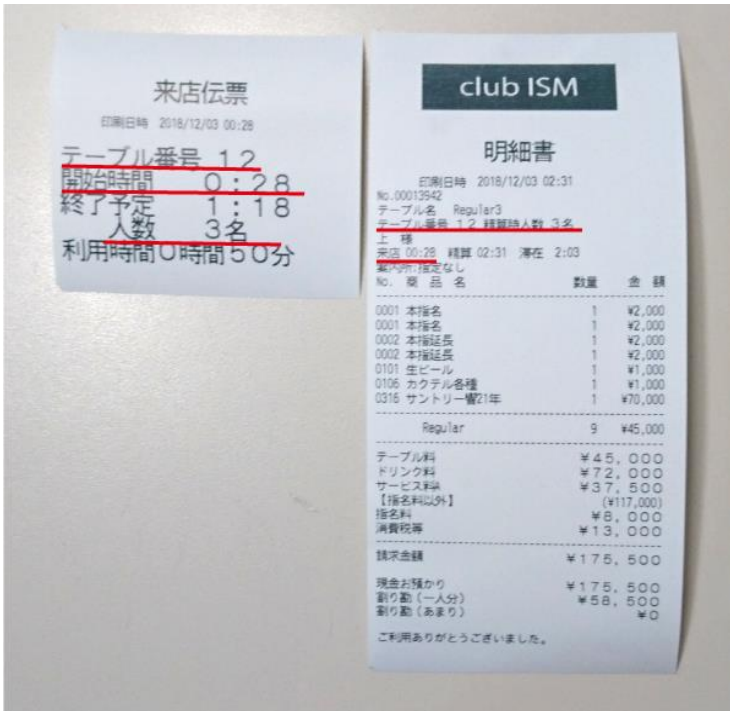 来店伝票
印刷日時 2018/12/03 00:28
テーブル番号 12
開始時間 0:28
終了予定 1:18
人数 3名
利用時間0時間50分
club ISM
明細書
印刷日時 2018/12/03 02:31
No.00013942
テーブル名 Regular3
テーブル番号 12 精算時人数 3名
上 様
来店 00:28 精算 02:31 滞在 2:03
案内所:指定なし
No. 商 品 名 数量 金 額
0001 本指名 1 ¥2,000
0001 本指名 1 ¥2,000
0002 本指延長 1 ¥2,000
0002 本指延長 1 ¥2,000
0101 生ビール 1 ¥1,000
0106 カクテル各種 1 ¥1,000
0316 サントリー響21年 1 ¥70,000
Regular 9 ¥45,000
テーブル料 ¥45,000
ドリンク料 ¥72,000
サービス料A ¥37,500
【指名料以外】 (¥117,000)
指名料 ¥8,000
消費税等 ¥13,000
請求金額 ¥175,500
現金お預かり ¥175,500
割り勘(一人分) ¥58,500
割り勘(あまり) ¥0
ご利用ありがとうございました。